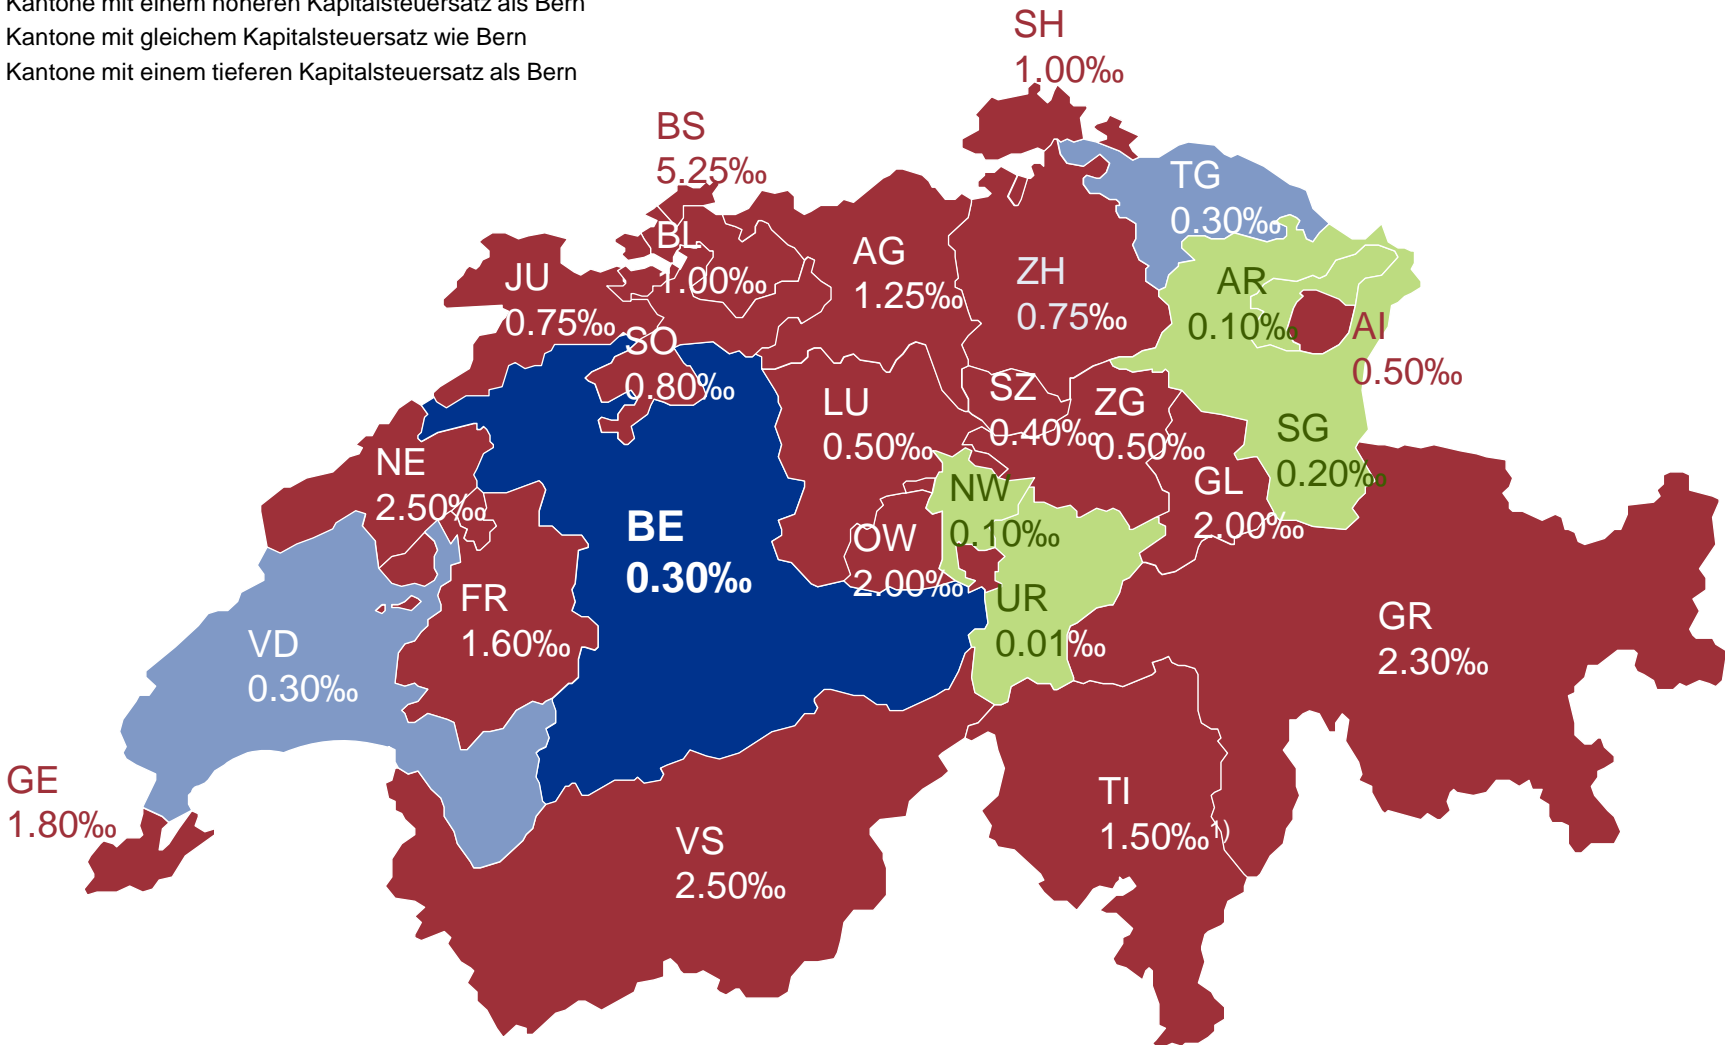 Kantone mit einem höheren Kapitalsteuersatz als Bern
Kantone mit gleichem Kapitalsteuersatz wie Bern
Kantone mit einem tieferen Kapitalsteuersatz als Bern
SH
1.00‰
BS
5.25‰
TG
0.30‰
BL
1.00‰
AG
1.25‰
JU
0.75‰
ZH
0.75‰
AR
0.10‰
AI
0.50‰
SO
0.80‰
LU
0.50‰
SZ
0.40‰
ZG
0.50‰
SG
0.20‰
NE
2.50‰
GL
2.00‰
NW
0.10‰
BE
0.30‰
OW
2.00‰
FR
1.60‰
UR
0.01‰
GR
2.30‰
VD
0.30‰
GE
1.80‰
TI
1.50‰ 1)
VS
2.50‰